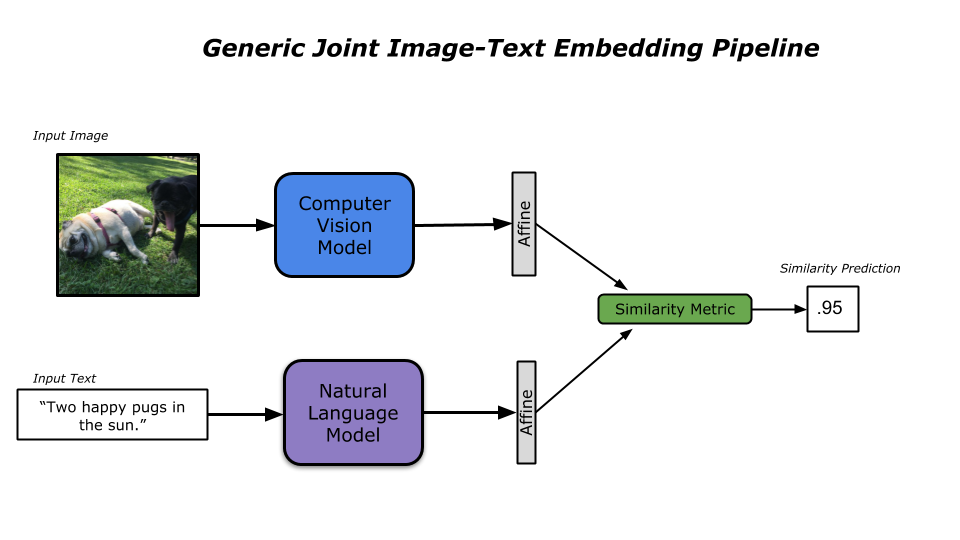 Generic Joint Image-Text Embedding Pipeline
Input Image
Computer
Vision
Model
Affine
Similarity Prediction
Similarity Metric
.95
Input Text
“Two happy pugs in
the sun.”
Natural
Language
Model
Affine